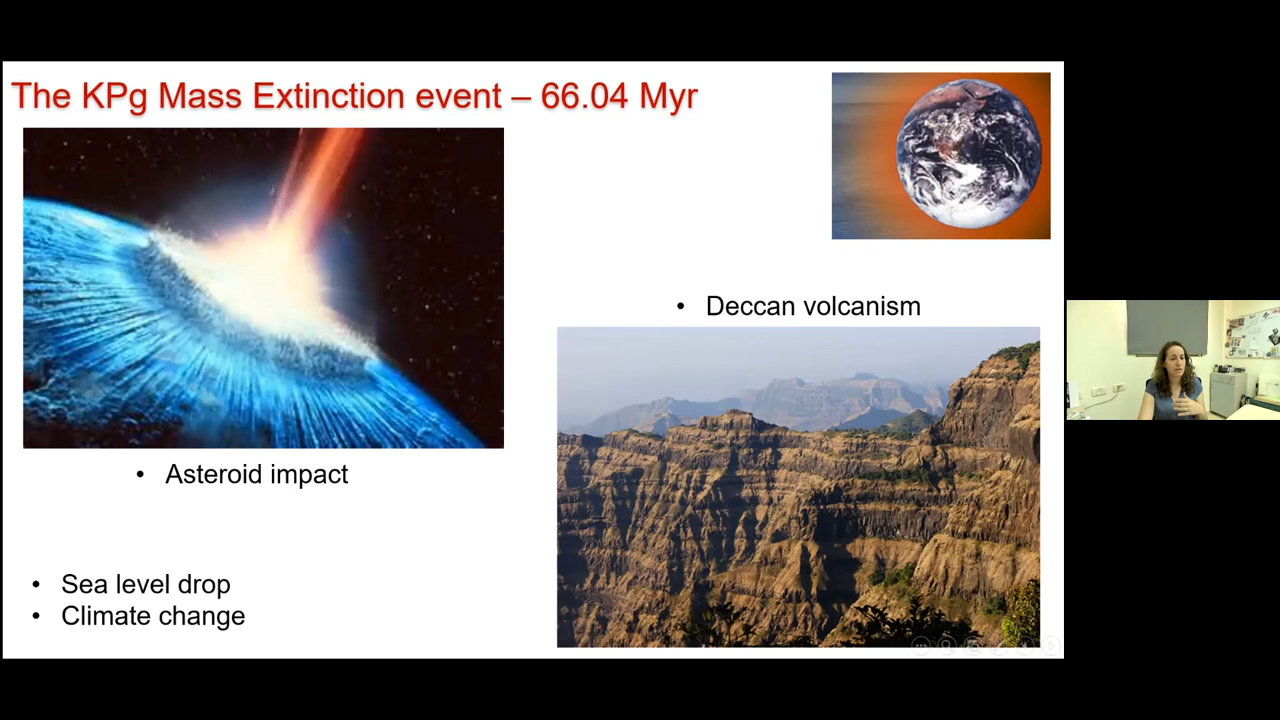 The KPg Mass Extinction event – 66.04 Myr
• Deccan volcanism
• Asteroid impact
• Sea level drop
• Climate change